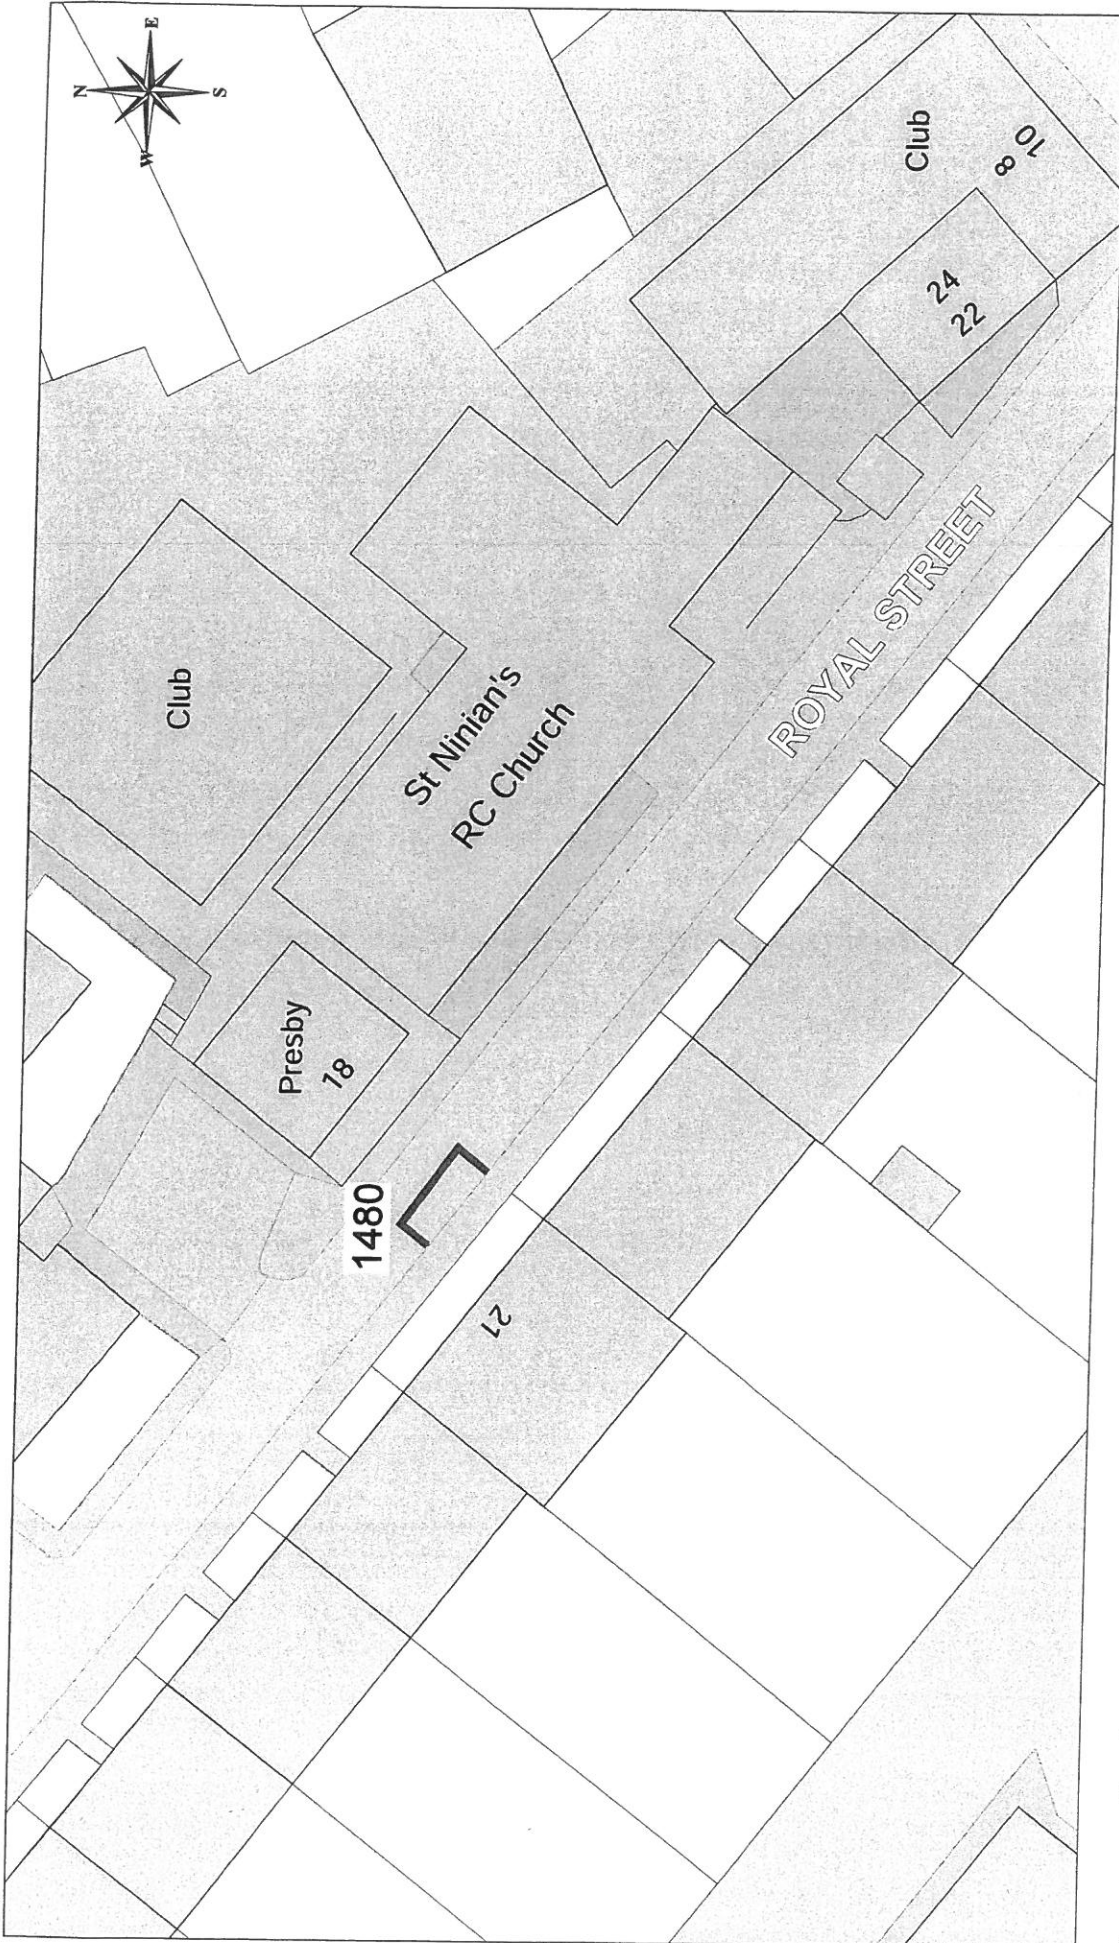 N
E
S
W
Club
Club
10
8
24
22
St Ninian's
RC Church
ROYAL STREET
Presby
18
1480
21